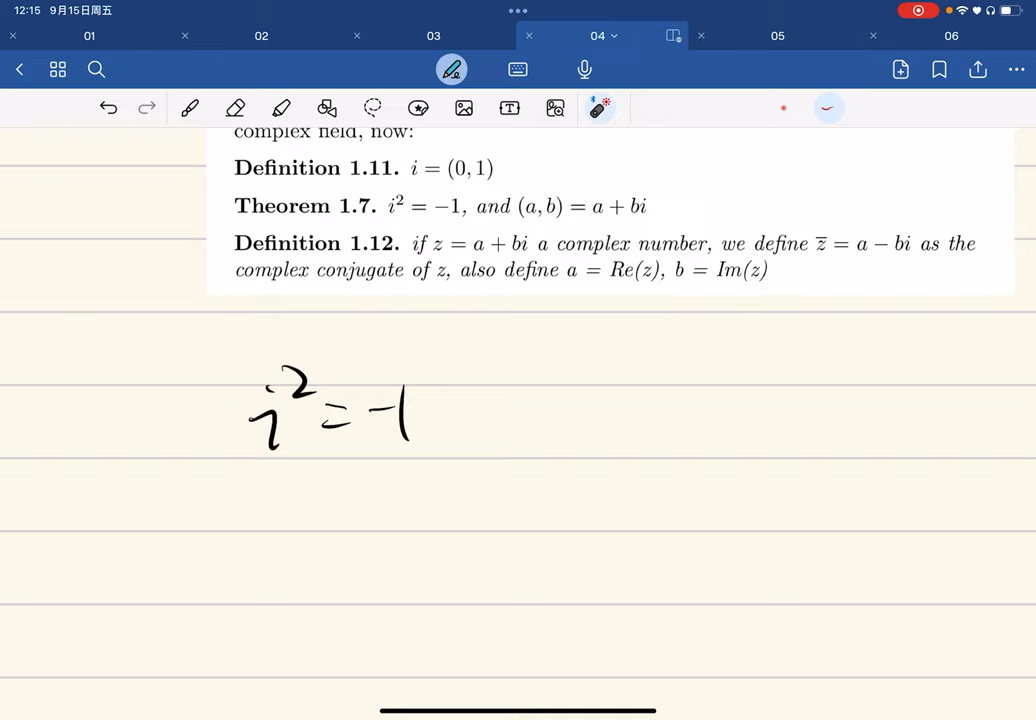 12:15 9月15日周五
01 02 03 04 05 06
complex field, now:
Definition 1.11. i = (0, 1)
Theorem 1.7. i² = −1, and (a, b) = a + bi
Definition 1.12. if z = a + bi a complex number, we define z̅ = a − bi as the
complex conjugate of z, also define a = Re(z), b = Im(z)
i² = −1